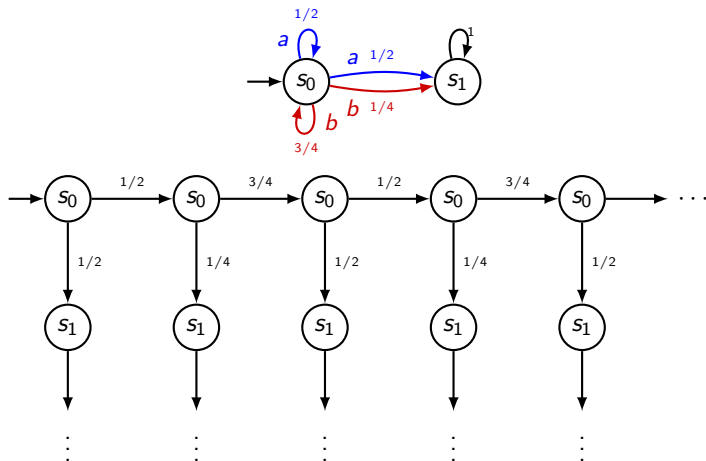 1/2
1
a
a 1/2
s0
s1
b 1/4
b
3/4
1/2 3/4 1/2 3/4
s0 s0 s0 s0 s0 ...
1/2 1/4 1/2 1/4 1/2
s1 s1 s1 s1 s1
⋮ ⋮ ⋮ ⋮ ⋮